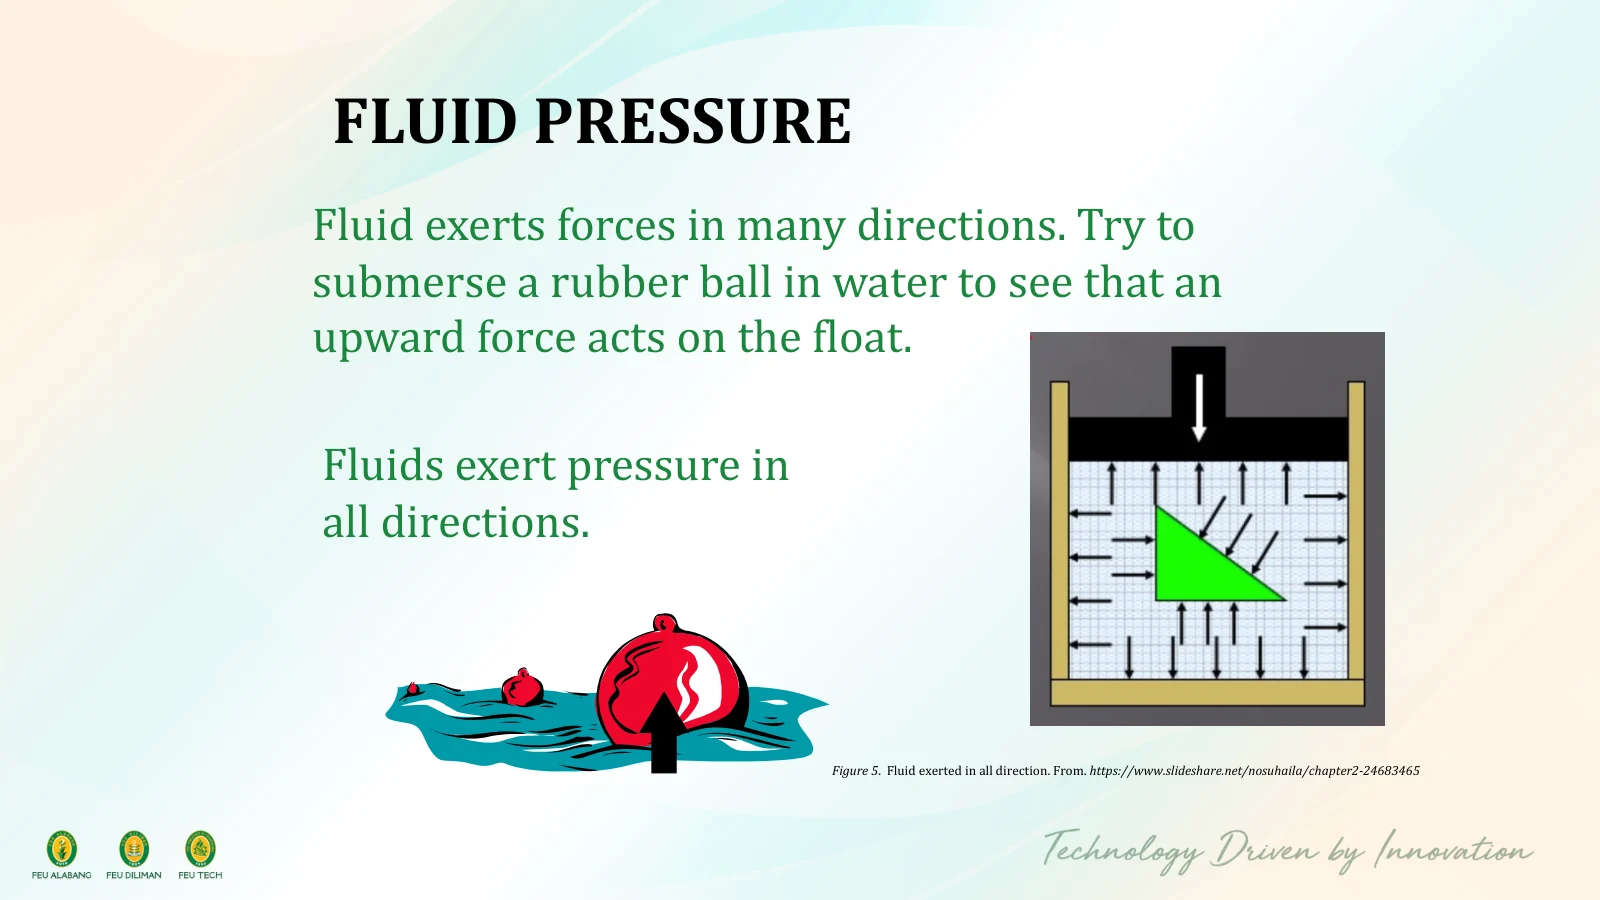 FLUID PRESSURE
Fluid exerts forces in many directions. Try to
submerse a rubber ball in water to see that an
upward force acts on the float.
Fluids exert pressure in
all directions.
Figure 5. Fluid exerted in all direction. From. https://www.slideshare.net/nosuhaila/chapter2-24683465
FEU ALABANG
FEU DILIMAN
FEU TECH
Technology Driven by Innovation